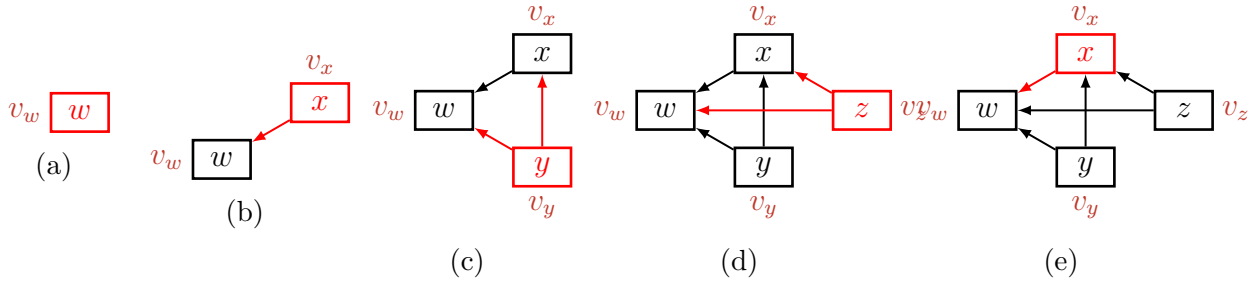 v_w w
(a)
v_x
x
v_w w
(b)
v_x
x
v_w w
y
v_y
(c)
v_x
x
v_w w z v_z
y
v_y
(d)
v_x
x
v_w w z v_z
y
v_y
(e)